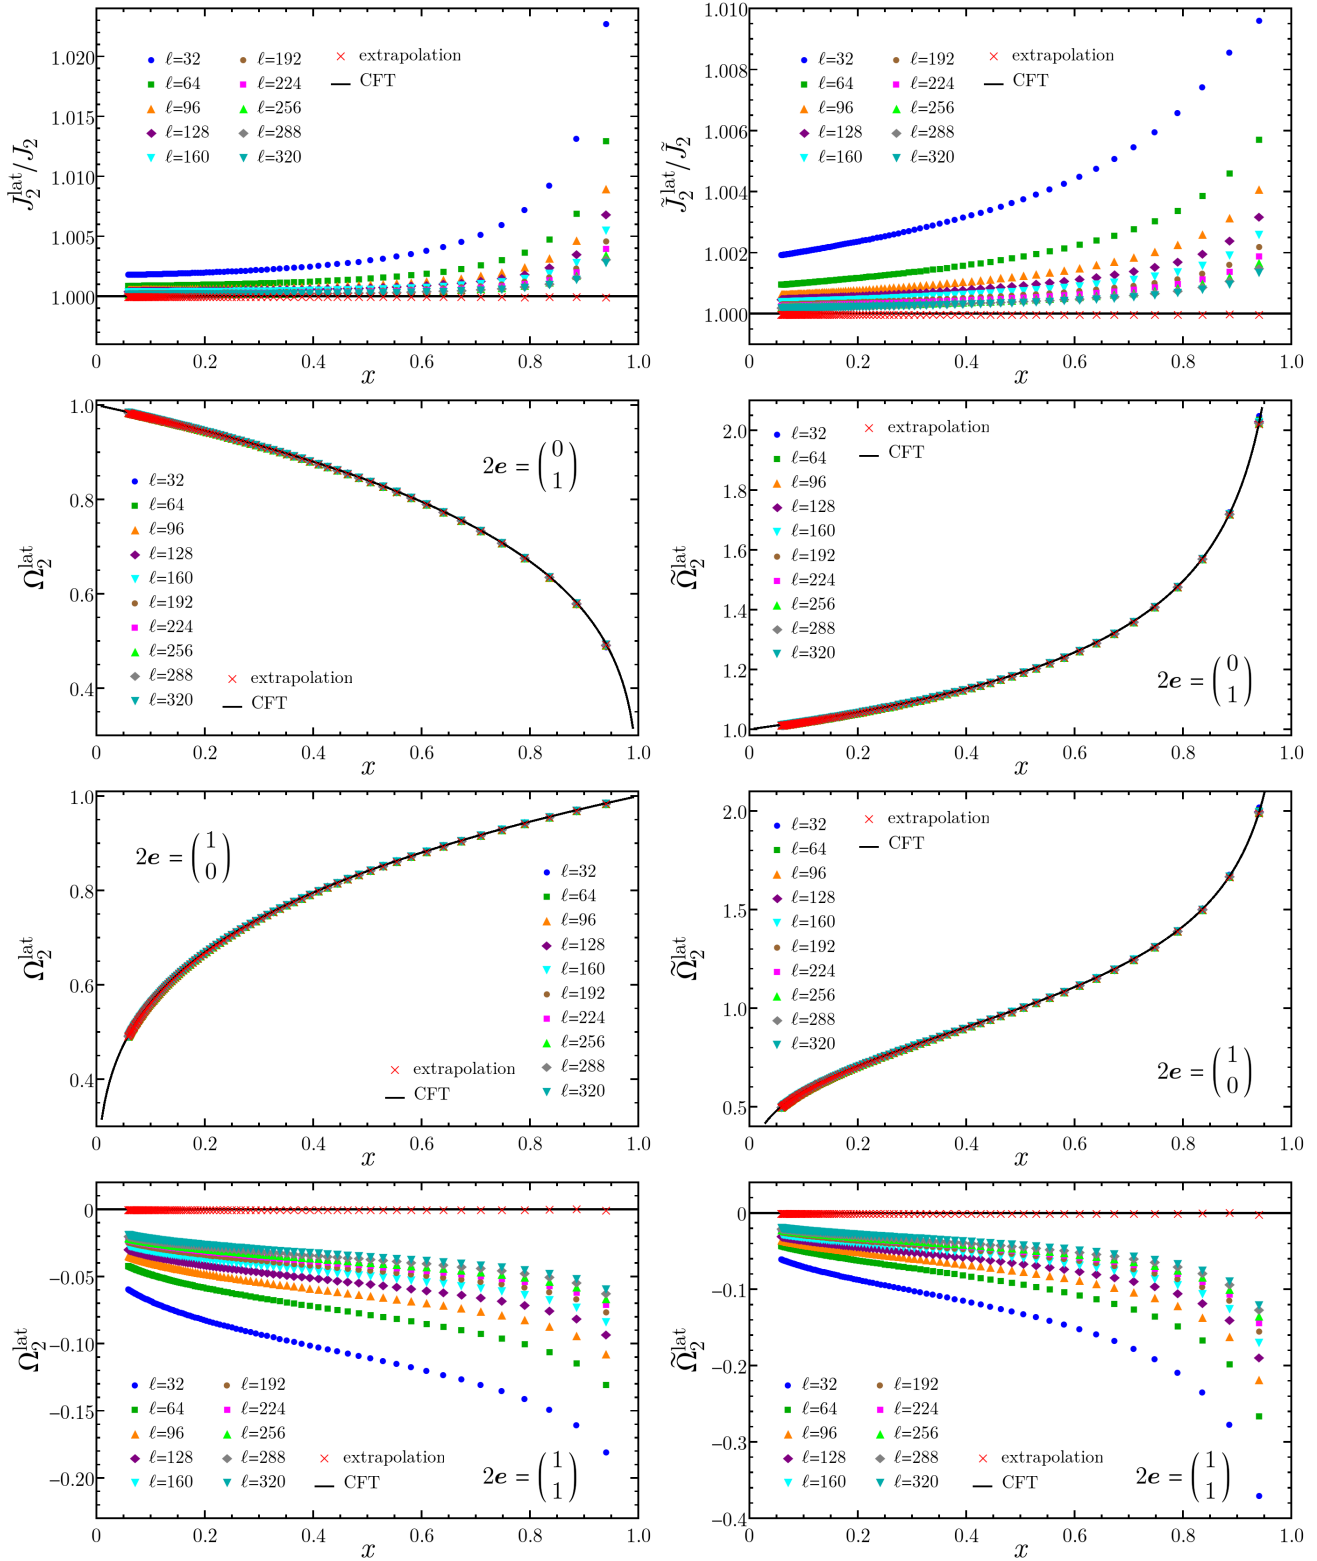 1.020
1.015
1.010
1.005
1.000
J₂^lat/J₂
ℓ=32
ℓ=64
ℓ=96
ℓ=128
ℓ=160
ℓ=192
ℓ=224
ℓ=256
ℓ=288
ℓ=320
extrapolation
CFT
0 0.2 0.4 0.6 0.8 1.0
x
1.010
1.008
1.006
1.004
1.002
1.000
J̃₂^lat/J̃₂
ℓ=32
ℓ=64
ℓ=96
ℓ=128
ℓ=160
ℓ=192
ℓ=224
ℓ=256
ℓ=288
ℓ=320
extrapolation
CFT
0 0.2 0.4 0.6 0.8 1.0
x
1.0
0.8
0.6
0.4
Ω₂^lat
2e = (0 1)
ℓ=32
ℓ=64
ℓ=96
ℓ=128
ℓ=160
ℓ=192
ℓ=224
ℓ=256
ℓ=288
ℓ=320
extrapolation
CFT
0 0.2 0.4 0.6 0.8 1.0
x
2.0
1.8
1.6
1.4
1.2
1.0
Ω̃₂^lat
ℓ=32
ℓ=64
ℓ=96
ℓ=128
ℓ=160
ℓ=192
ℓ=224
ℓ=256
ℓ=288
ℓ=320
extrapolation
CFT
2e = (0 1)
0 0.2 0.4 0.6 0.8 1.0
x
1.0
0.8
0.6
0.4
Ω₂^lat
2e = (1 0)
ℓ=32
ℓ=64
ℓ=96
ℓ=128
ℓ=160
ℓ=192
ℓ=224
ℓ=256
ℓ=288
ℓ=320
extrapolation
CFT
0 0.2 0.4 0.6 0.8 1.0
x
2.0
1.5
1.0
0.5
Ω̃₂^lat
ℓ=32
ℓ=64
ℓ=96
ℓ=128
ℓ=160
ℓ=192
ℓ=224
ℓ=256
ℓ=288
ℓ=320
extrapolation
CFT
2e = (1 0)
0 0.2 0.4 0.6 0.8 1.0
x
0
−0.05
−0.10
−0.15
−0.20
Ω₂^lat
ℓ=32
ℓ=64
ℓ=96
ℓ=128
ℓ=160
ℓ=192
ℓ=224
ℓ=256
ℓ=288
ℓ=320
extrapolation
CFT
2e = (1 1)
0 0.2 0.4 0.6 0.8 1.0
x
0
−0.1
−0.2
−0.3
−0.4
Ω̃₂^lat
ℓ=32
ℓ=64
ℓ=96
ℓ=128
ℓ=160
ℓ=192
ℓ=224
ℓ=256
ℓ=288
ℓ=320
extrapolation
CFT
2e = (1 1)
0 0.2 0.4 0.6 0.8 1.0
x